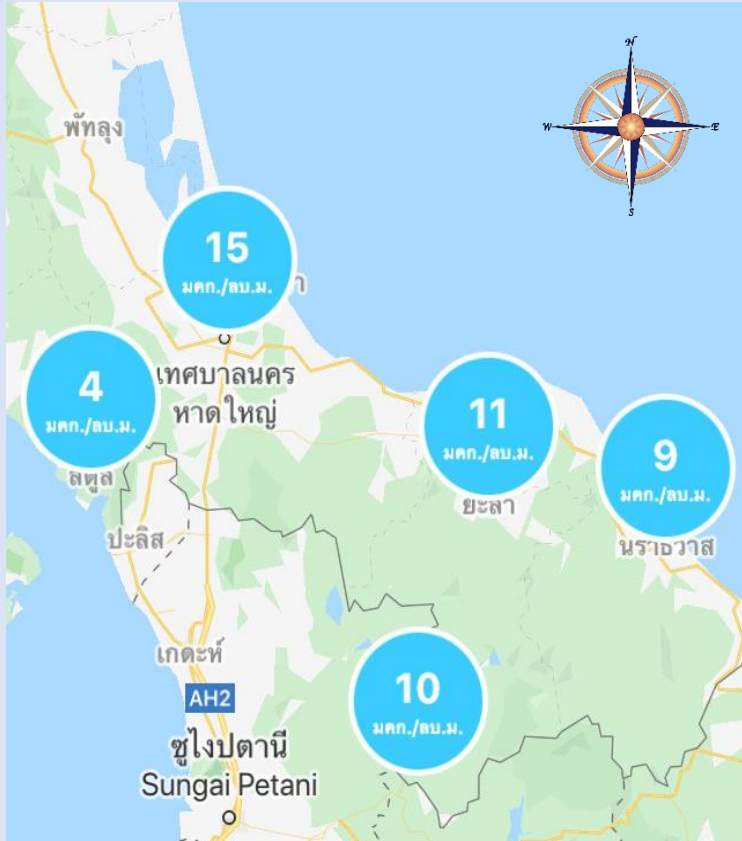 N
W
E
S
พัทลุง
15
มคก./ลบ.ม.
า
4
มคก./ลบ.ม.
เทศบาลนคร
หาดใหญ่
11
มคก./ลบ.ม.
9
มคก./ลบ.ม.
สตูล
ยะลา
ปะลิส
นราธิวาส
เกดะห์
10
มคก./ลบ.ม.
AH2
ซูไงปตานี
Sungai Petani